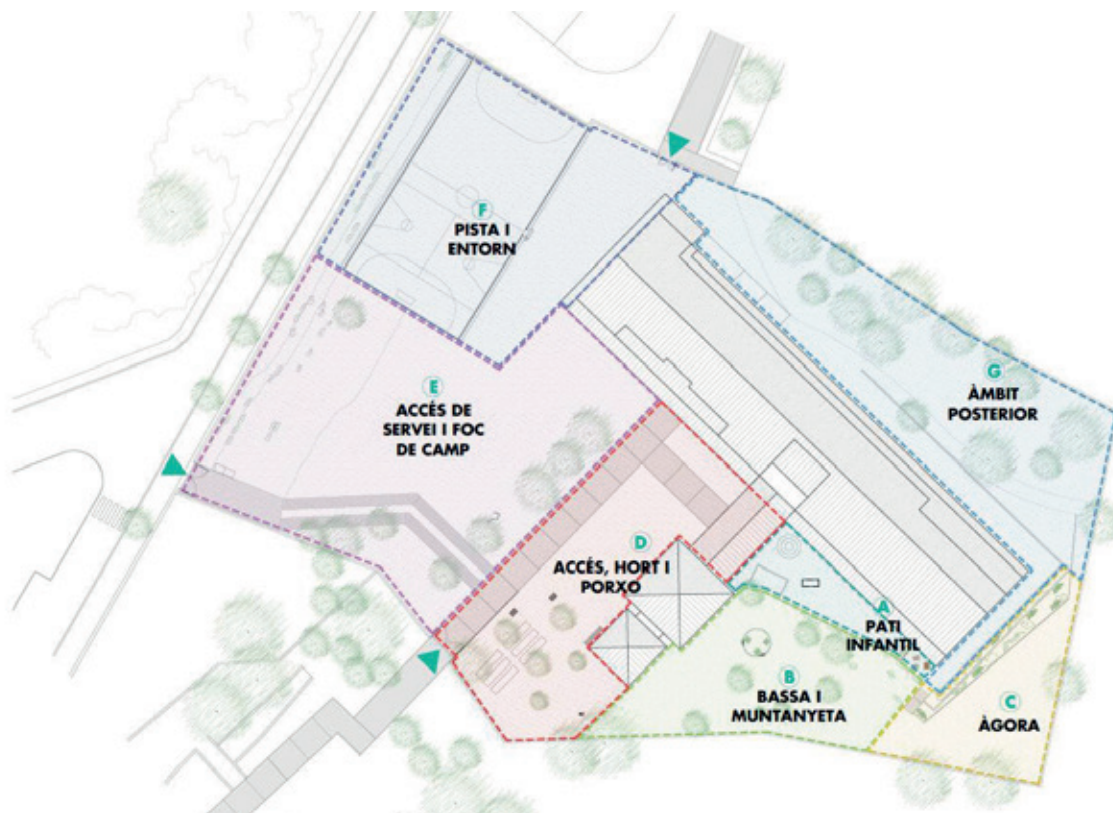 F
PISTA I
ENTORN
E
ACCÉS DE
SERVEI I FOC
DE CAMP
G
ÀMBIT
POSTERIOR
D
ACCÉS, HORT I
PORXO
A
PATI
INFANTIL
B
BASSA I
MUNTANYETA
C
ÀGORA